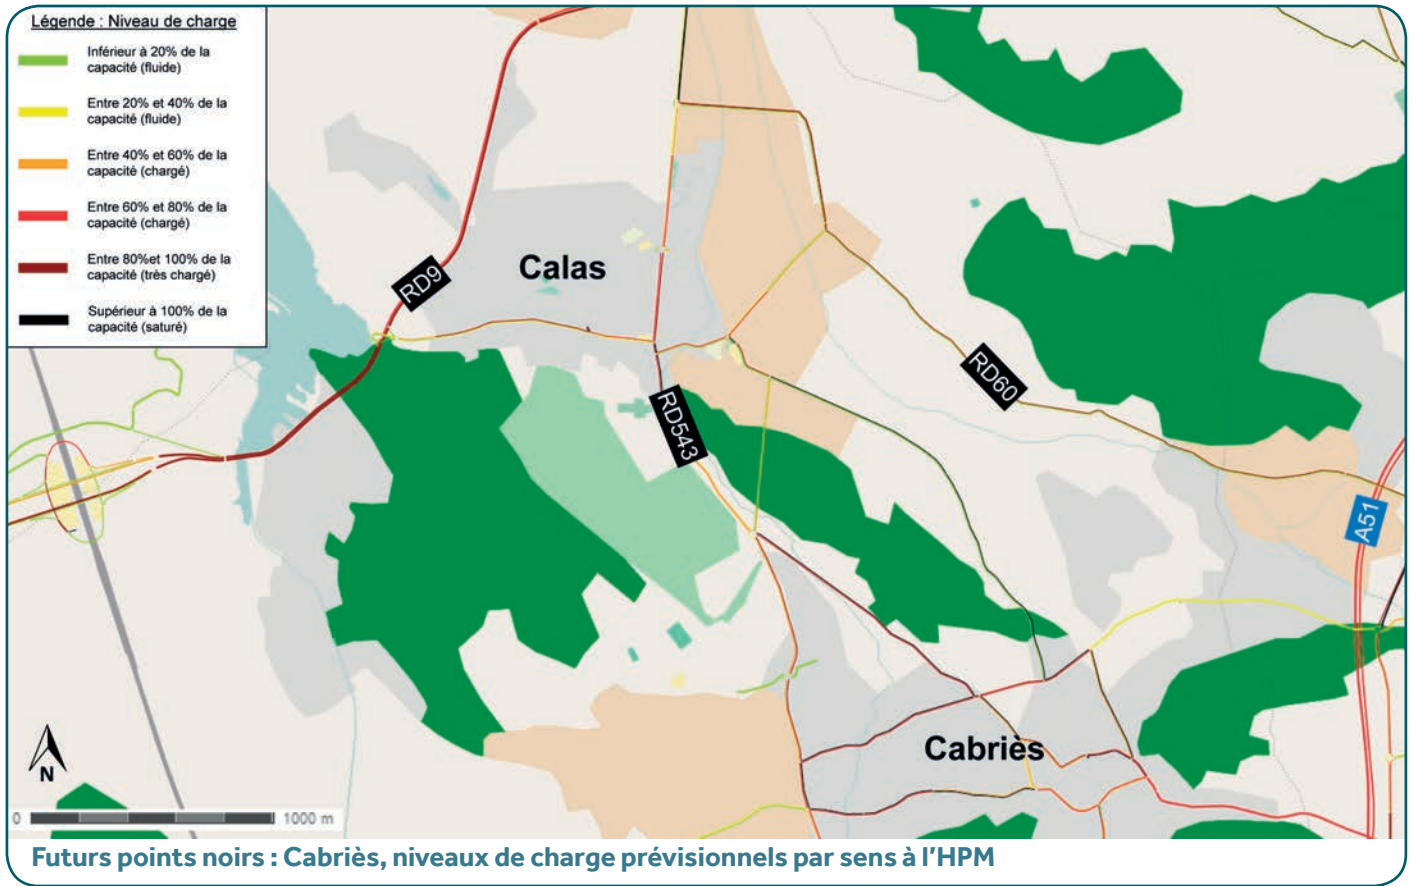 Légende : Niveau de charge
Inférieur à 20% de la
capacité (fluide)
Entre 20% et 40% de la
capacité (fluide)
Entre 40% et 60% de la
capacité (chargé)
Entre 60% et 80% de la
capacité (chargé)
Entre 80%et 100% de la
capacité (très chargé)
Supérieur à 100% de la
capacité (saturé)
RD9
Calas
RD60
RD543
A51
Cabriès
N
0
1000 m
Futurs points noirs : Cabriès, niveaux de charge prévisionnels par sens à l'HPM